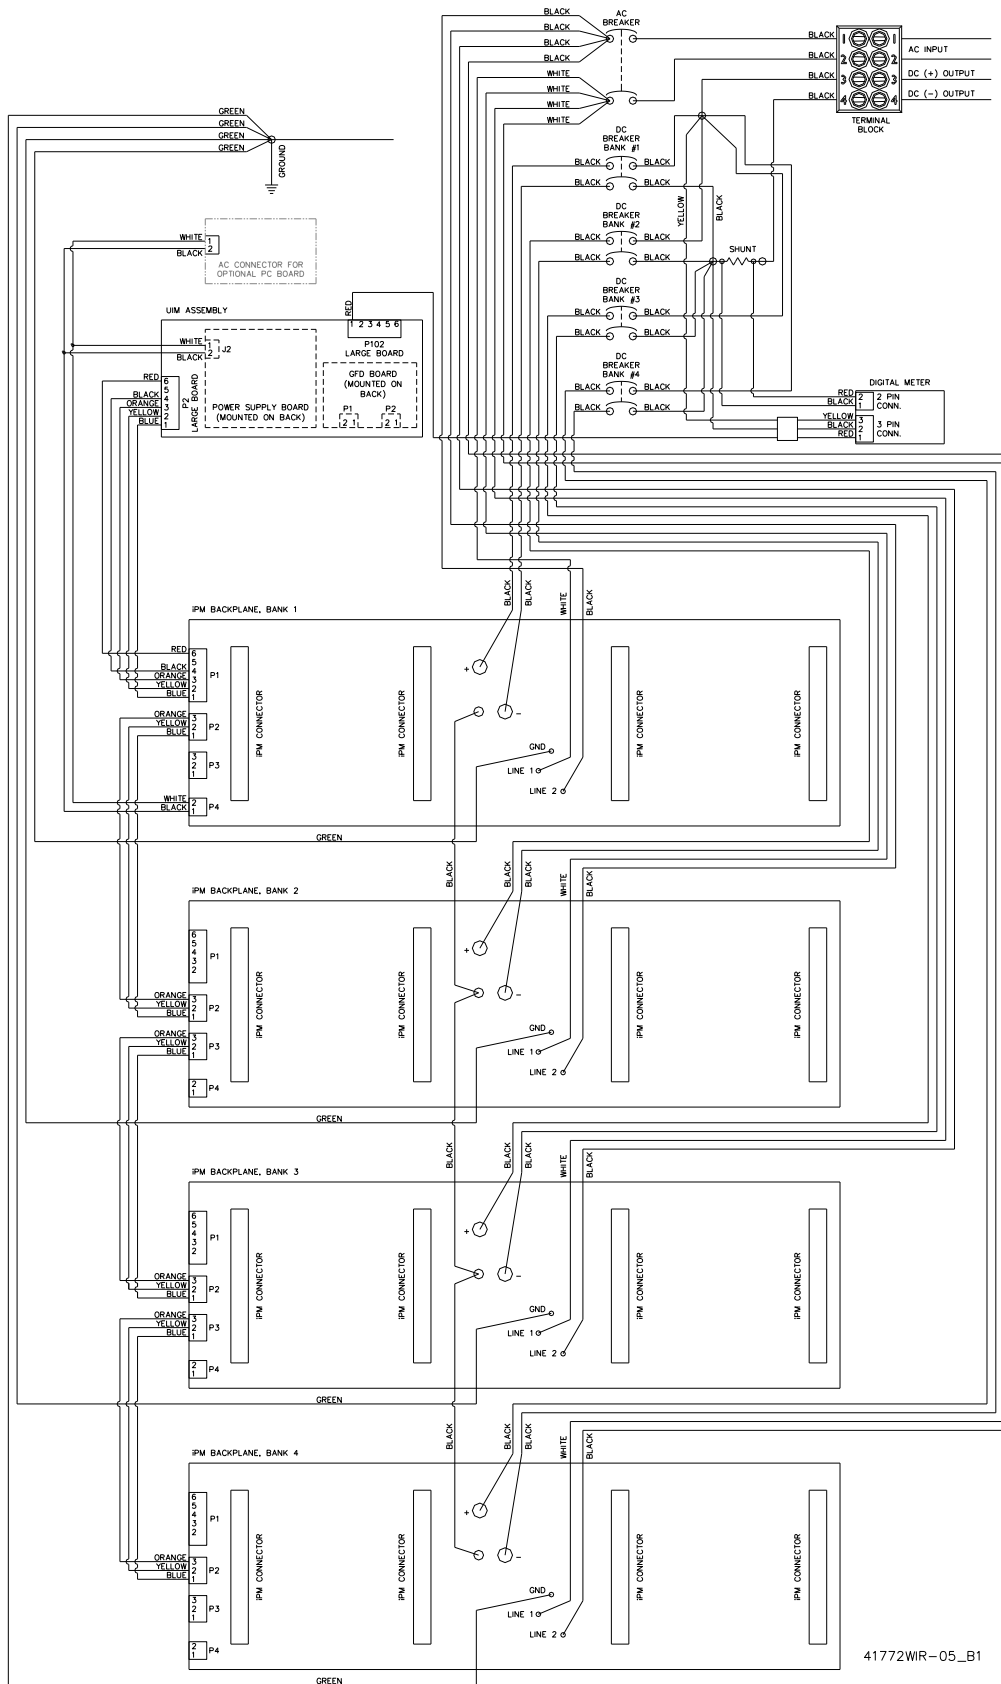 BLACK
BLACK
BLACK
BLACK
WHITE
WHITE
WHITE
WHITE
AC
BREAKER
BLACK
BLACK
BLACK
BLACK
1 1
2 2
3 3
4 4
AC INPUT
DC (+) OUTPUT
DC (-) OUTPUT
TERMINAL
BLOCK
GREEN
GREEN
GREEN
GREEN
GROUND
DC
BREAKER
BANK #1
BLACK BLACK
BLACK BLACK
YELLOW
BLACK
DC
BREAKER
BANK #2
BLACK BLACK
BLACK BLACK
SHUNT
DC
BREAKER
BANK #3
BLACK BLACK
BLACK BLACK
DC
BREAKER
BANK #4
BLACK BLACK
BLACK BLACK
WHITE 1
BLACK 2
AC CONNECTOR FOR
OPTIONAL PC BOARD
UIM ASSEMBLY
RED
1 2 3 4 5 6
P102
LARGE BOARD
WHITE 1
BLACK 2
J2
POWER SUPPLY BOARD
(MOUNTED ON BACK)
GFD BOARD
(MOUNTED ON
BACK)
P1 P2
2 1 2 1
RED 6
5
BLACK 4
ORANGE 3
YELLOW 2
BLUE 1
P2
LARGE BOARD
DIGITAL METER
RED 2
BLACK 1
2 PIN
CONN.
YELLOW 3
BLACK 2
RED 1
3 PIN
CONN.
BLACK
BLACK
WHITE
BLACK
iPM BACKPLANE, BANK 1
RED 6
5
BLACK 4
ORANGE 3
YELLOW 2
BLUE 1
P1
ORANGE 3
YELLOW 2
BLUE 1
P2
3
2
1
P3
WHITE 2
BLACK 1
P4
iPM CONNECTOR
iPM CONNECTOR
+
-
GND
LINE 1
LINE 2
iPM CONNECTOR
iPM CONNECTOR
GREEN
BLACK
BLACK
BLACK
WHITE
BLACK
iPM BACKPLANE, BANK 2
6
5
4
3
2
P1
ORANGE 3
YELLOW 2
BLUE 1
P2
ORANGE 3
YELLOW 2
BLUE 1
P3
2
1
P4
iPM CONNECTOR
iPM CONNECTOR
+
-
GND
LINE 1
LINE 2
iPM CONNECTOR
iPM CONNECTOR
GREEN
BLACK
BLACK
BLACK
WHITE
BLACK
iPM BACKPLANE, BANK 3
6
5
4
3
2
P1
ORANGE 3
YELLOW 2
BLUE 1
P2
ORANGE 3
YELLOW 2
BLUE 1
P3
2
1
P4
iPM CONNECTOR
iPM CONNECTOR
+
-
GND
LINE 1
LINE 2
iPM CONNECTOR
iPM CONNECTOR
GREEN
BLACK
BLACK
BLACK
WHITE
BLACK
iPM BACKPLANE, BANK 4
6
5
4
3
2
P1
ORANGE 3
YELLOW 2
BLUE 1
P2
3
2
1
P3
2
1
P4
iPM CONNECTOR
iPM CONNECTOR
+
-
GND
LINE 1
LINE 2
iPM CONNECTOR
iPM CONNECTOR
GREEN
41772WIR-05_B1